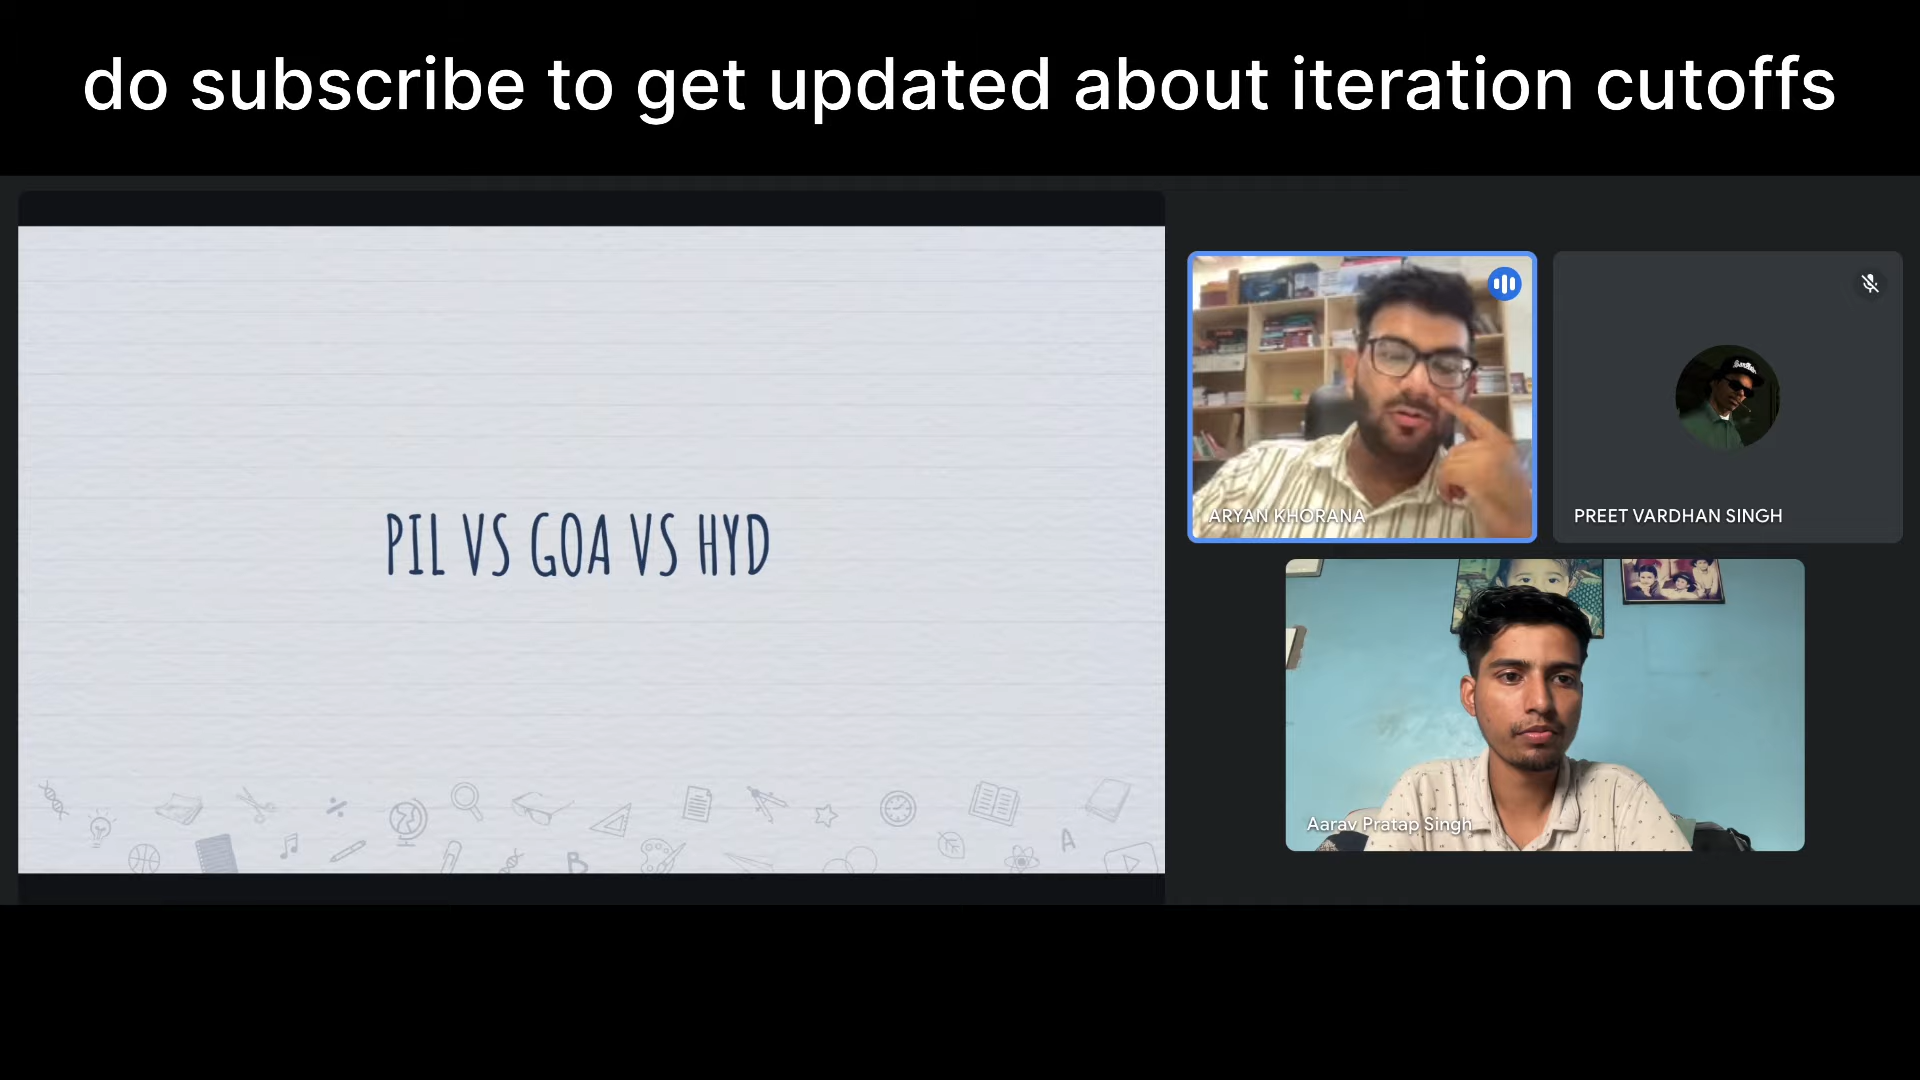 do subscribe to get updated about iteration cutoffs
PIL VS GOA VS HYD
ARYAN KHORANA
PREET VARDHAN SINGH
Aarav Pratap Singh